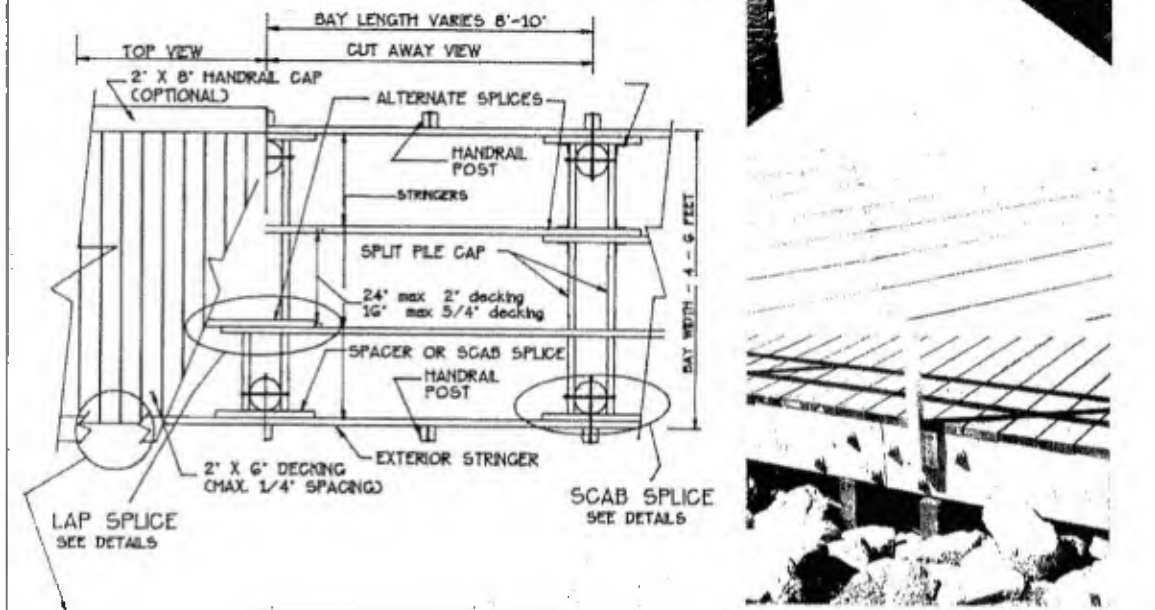 BAY LENGTH VARIES 8'-10'
TOP VIEW
CUT AWAY VIEW
2" X 8" HANDRAIL CAP
(OPTIONAL)
ALTERNATE SPLICES
HANDRAIL
POST
STRINGERS
SPLIT PILE CAP
24" max 2" decking
16" max 5/4" decking
BAY WIDTH - 4 - 6 FEET
SPACER OR SCAB SPLICE
HANDRAIL
POST
EXTERIOR STRINGER
2" X 6" DECKING
(MAX. 1/4" SPACING)
SCAB SPLICE
SEE DETAILS
LAP SPLICE
SEE DETAILS